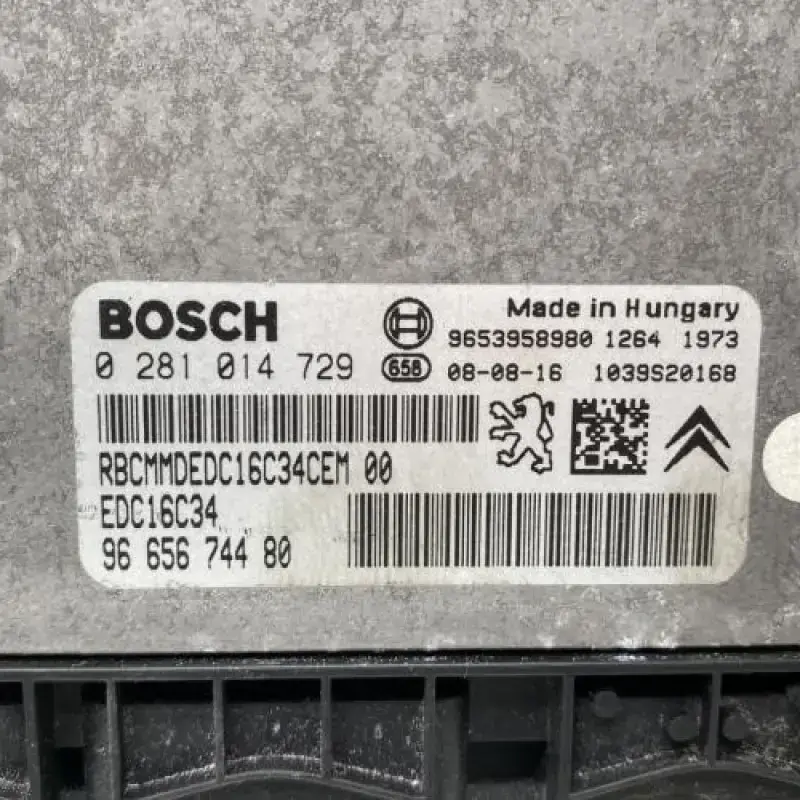 BOSCH
Made in Hungary
9653958980 1264 1973
0 281 014 729
658 08-08-16 1039S20168
RBCMMDEDC16C34CEM 00
EDC16C34
96 656 744 80